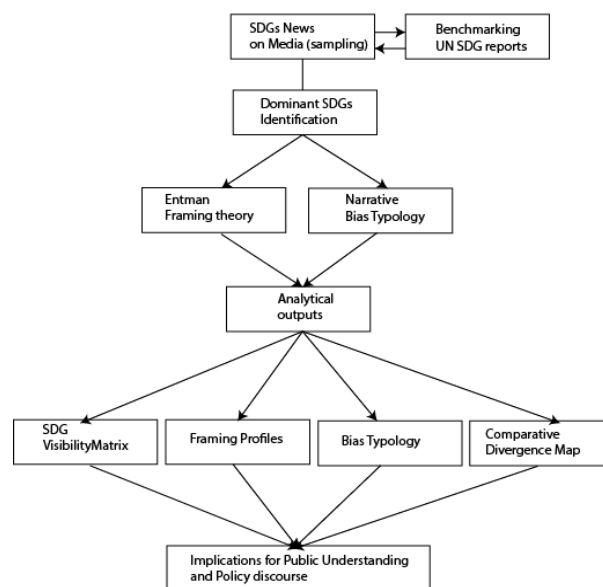 SDGs News
on Media (sampling)
Benchmarking
UN SDG reports
Dominant SDGs
Identification
Entman
Framing theory
Narrative
Bias Typology
Analytical
outputs
SDG
VisibilityMatrix
Framing Profiles
Bias Typology
Comparative
Divergence Map
Implications for Public Understanding
and Policy discourse